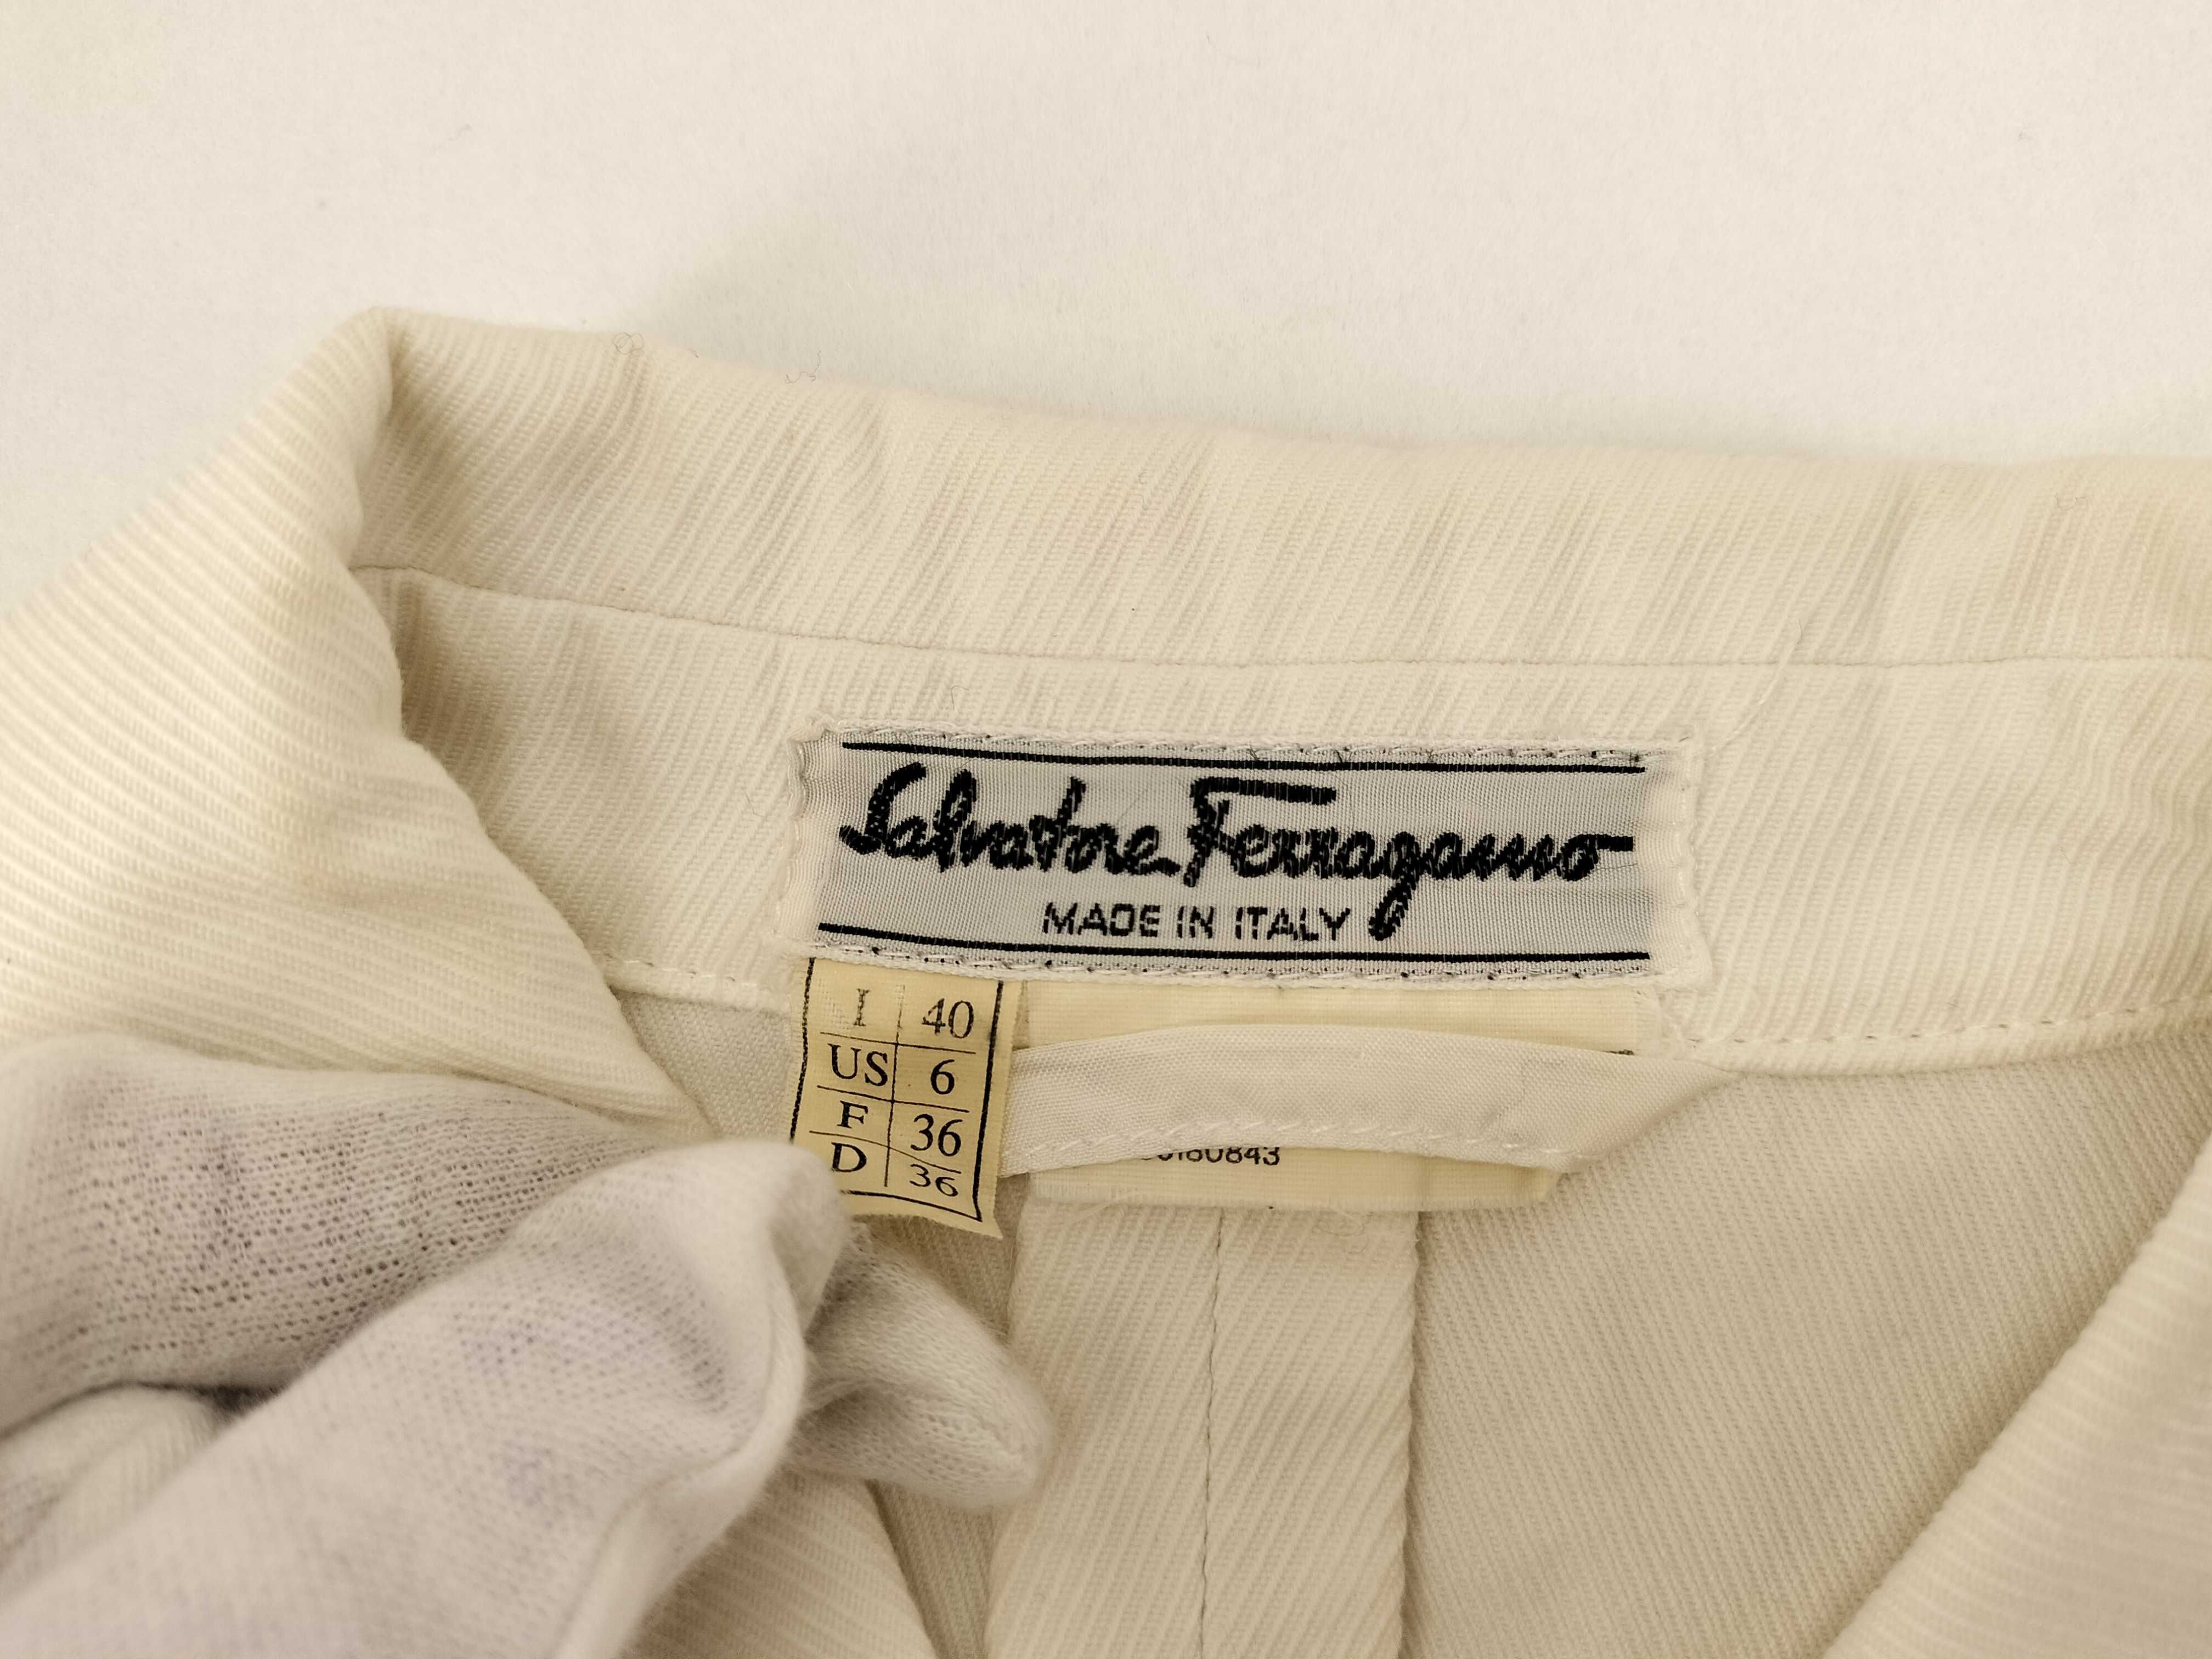 Salvatore Ferragamo
MADE IN ITALY
I 40
US 6
F 36
D 36